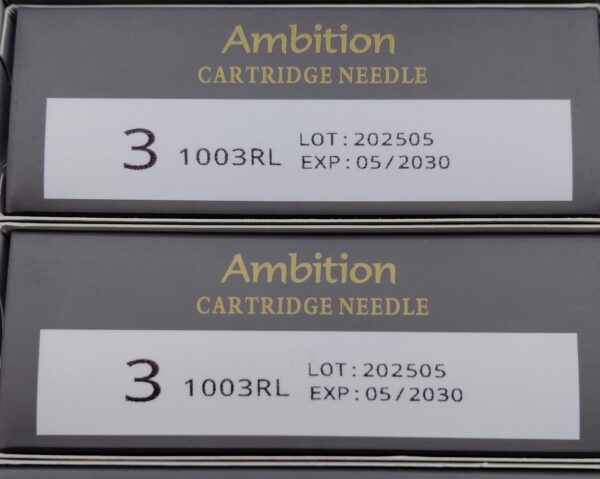 Ambition
CARTRIDGE NEEDLE
3 1003RL LOT:202505
EXP:05/2030
Ambition
CARTRIDGE NEEDLE
3 1003RL LOT:202505
EXP:05/2030